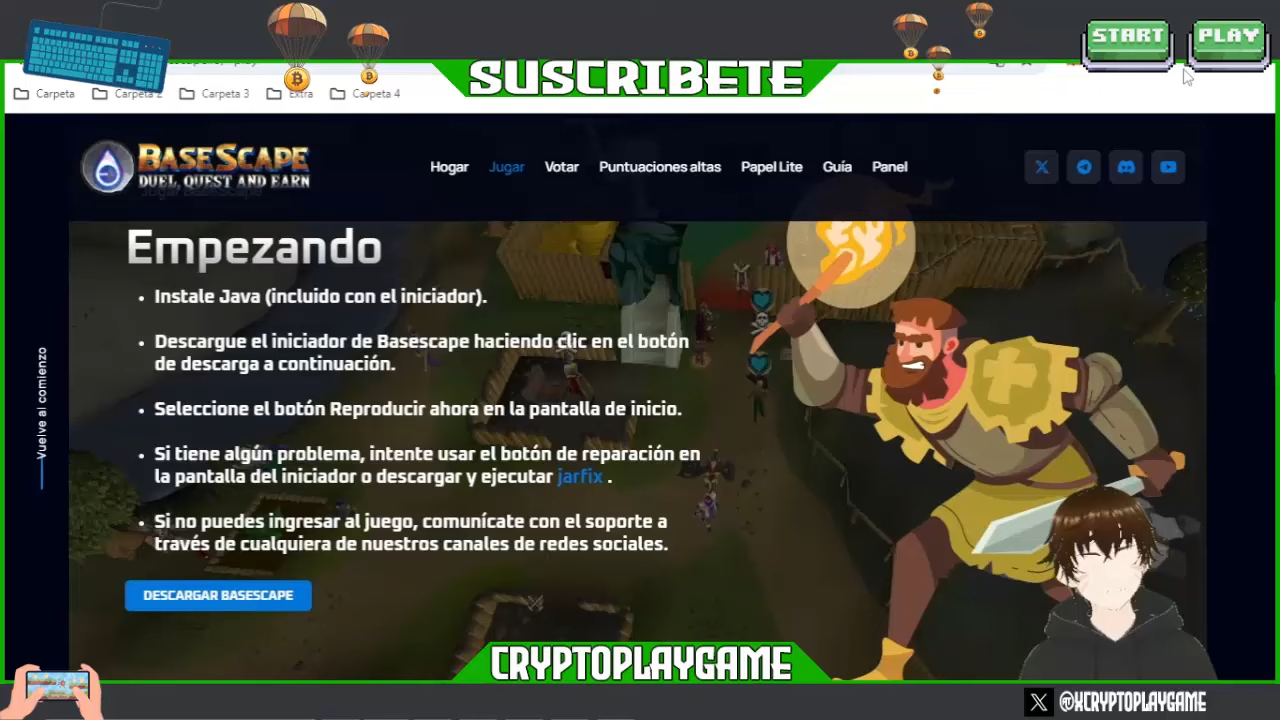 START
PLAY
SUSCRIBETE
Carpeta
Carpeta 2
Carpeta 3
Extra
Carpeta 4
BASESCAPE
DUEL, QUEST AND EARN
Hogar
Jugar
Votar
Puntuaciones altas
Papel Lite
Guía
Panel
Empezando
Instale Java (incluido con el iniciador).
Descargue el iniciador de Basescape haciendo clic en el botón
de descarga a continuación.
Seleccione el botón Reproducir ahora en la pantalla de inicio.
Si tiene algún problema, intente usar el botón de reparación en
la pantalla del iniciador o descargar y ejecutar jarfix .
Si no puedes ingresar al juego, comunícate con el soporte a
través de cualquiera de nuestros canales de redes sociales.
Vuelve al comienzo
DESCARGAR BASESCAPE
CRYPTOPLAYGAME
@XCRYPTOPLAYGAME